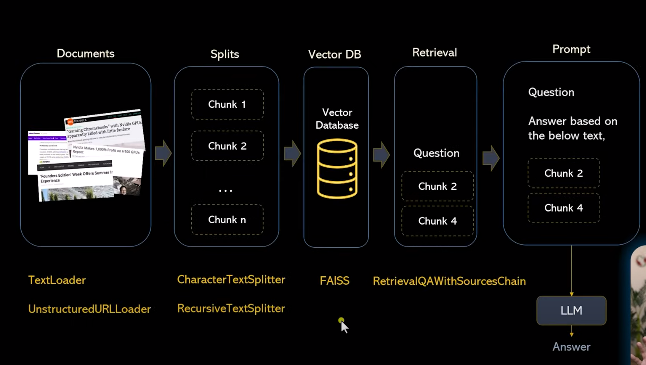 Documents
Splits
Vector DB
Retrieval
Prompt
Chunk 1
Chunk 2
...
Chunk n
Vector
Database
Question
Chunk 2
Chunk 4
Question
Answer based on
the below text,
Chunk 2
Chunk 4
TextLoader
UnstructuredURLLoader
CharacterTextSplitter
RecursiveTextSplitter
FAISS
RetrievalQAWithSourcesChain
LLM
Answer